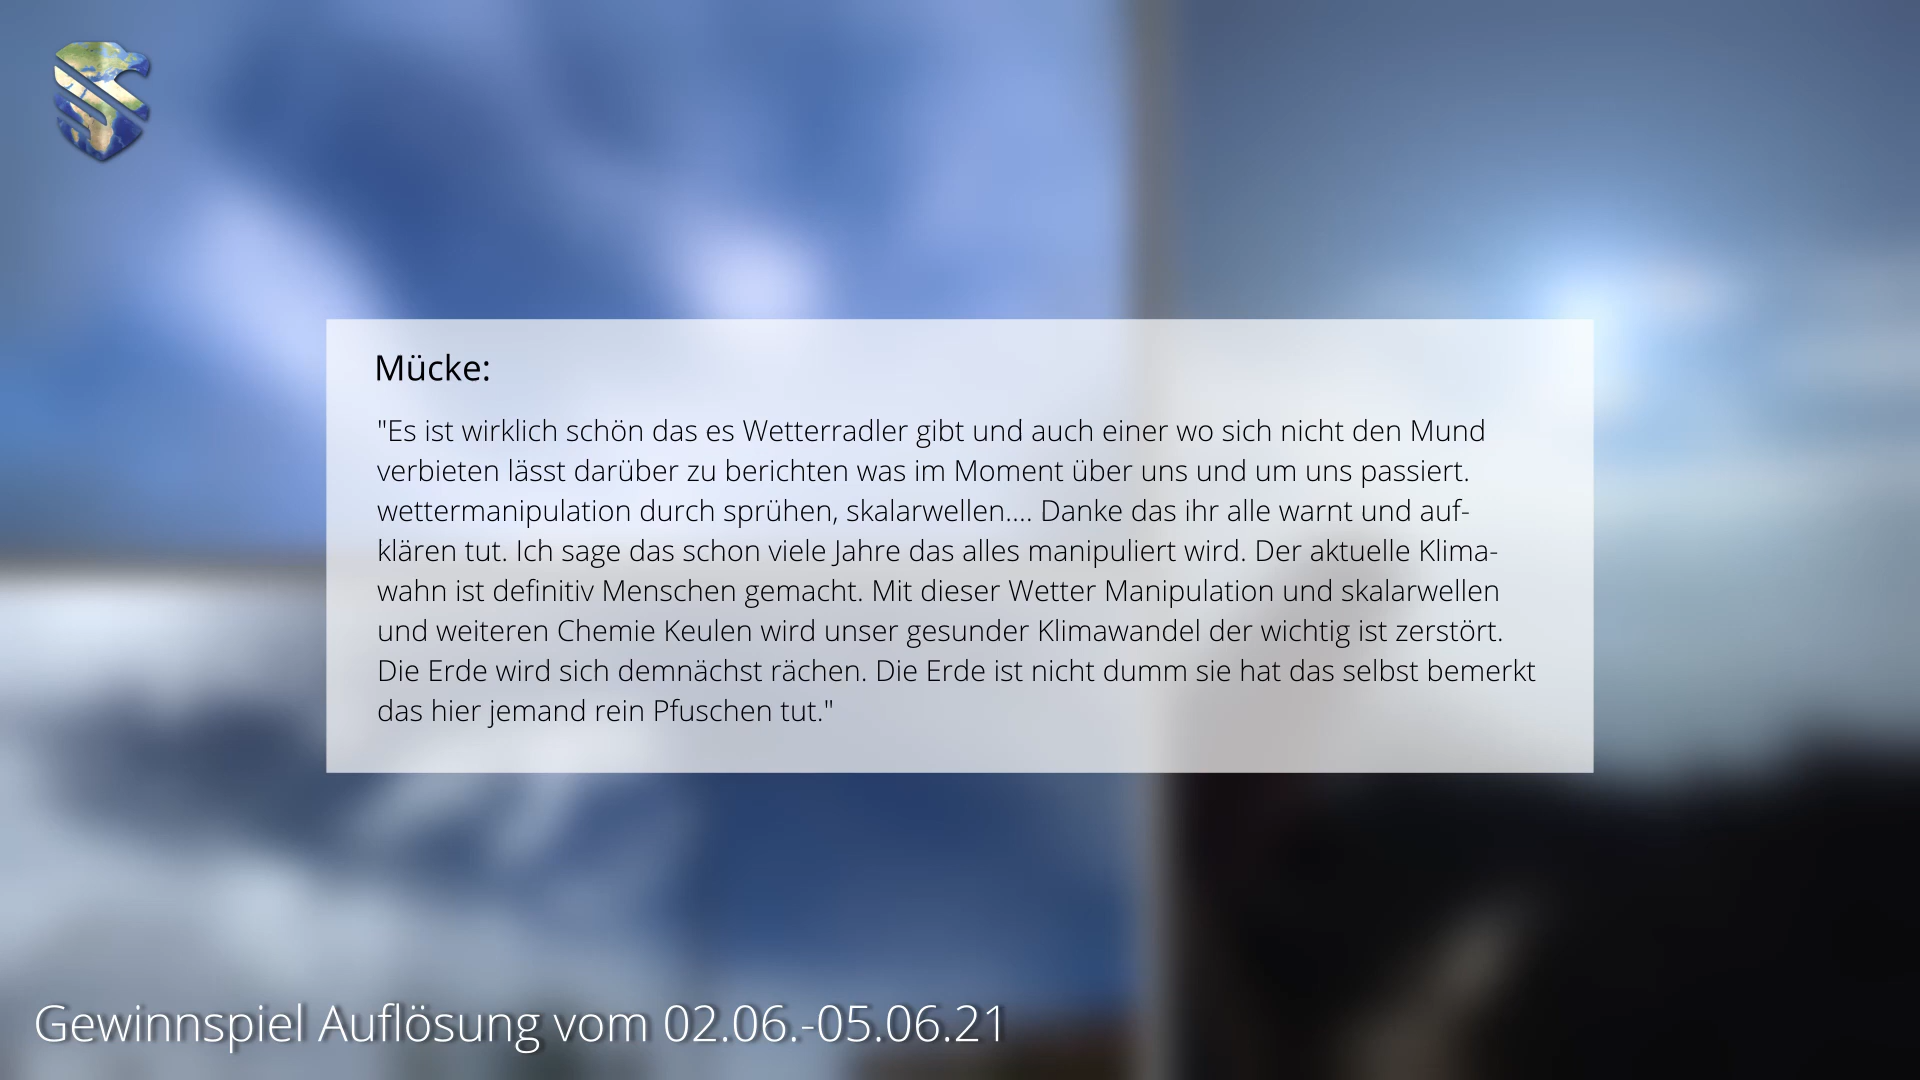 Mücke:
"Es ist wirklich schön das es Wetterradler gibt und auch einer wo sich nicht den Mund
verbieten lässt darüber zu berichten was im Moment über uns und um uns passiert.
wettermanipulation durch sprühen, skalarwellen.... Danke das ihr alle warnt und auf-
klären tut. Ich sage das schon viele Jahre das alles manipuliert wird. Der aktuelle Klima-
wahn ist definitiv Menschen gemacht. Mit dieser Wetter Manipulation und skalarwellen
und weiteren Chemie Keulen wird unser gesunder Klimawandel der wichtig ist zerstört.
Die Erde wird sich demnächst rächen. Die Erde ist nicht dumm sie hat das selbst bemerkt
das hier jemand rein Pfuschen tut."
Gewinnspiel Auflösung vom 02.06.-05.06.21